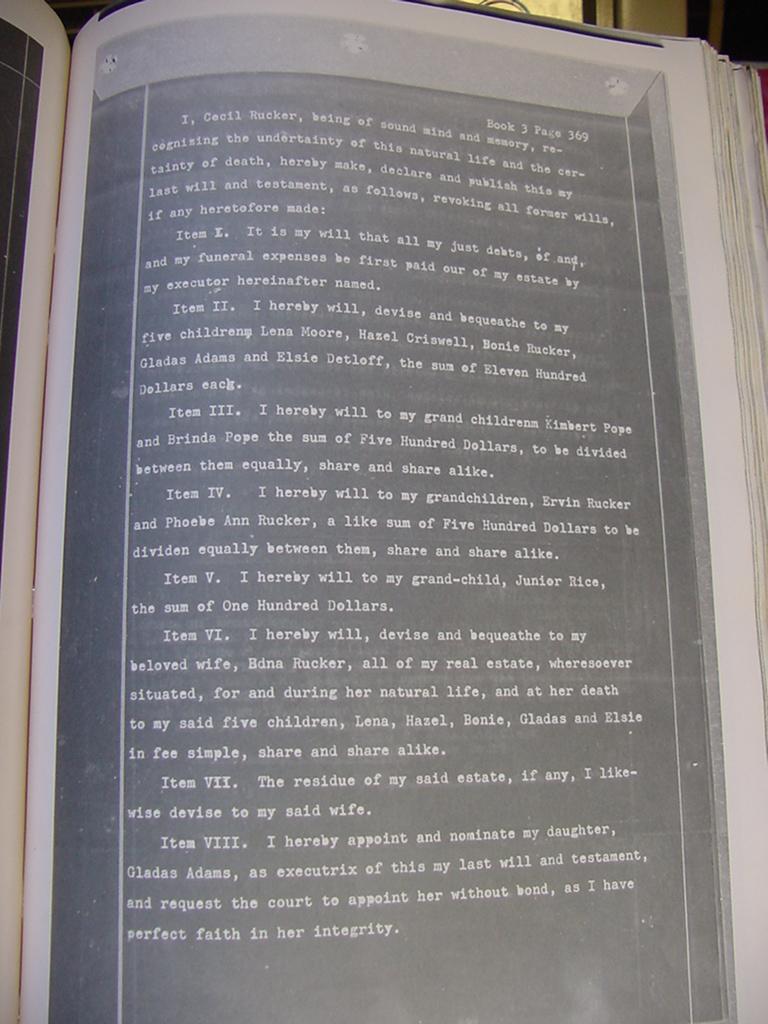 Book 3 Page 369
I, Cecil Rucker, being of sound mind and memory, re-
cognizing the undertainty of this natural life and the cer-
tainty of death, hereby make, declare and publish this my
last will and testament, as follows, revoking all former wills,
if any heretofore made:
Item I. It is my will that all my just debts, of any,
and my funeral expenses be first paid our of my estate by
my executor hereinafter named.
Item II. I hereby will, devise and bequeathe to my
five childrenm Lena Moore, Hazel Criswell, Bonie Rucker,
Gladas Adams and Elsie Detloff, the sum of Eleven Hundred
Dollars each.
Item III. I hereby will to my grand childrenm Kimbert Pope
and Brinda Pope the sum of Five Hundred Dollars, to be divided
between them equally, share and share alike.
Item IV. I hereby will to my grandchildren, Ervin Rucker
and Phoebe Ann Rucker, a like sum of Five Hundred Dollars to be
dividen equally between them, share and share alike.
Item V. I hereby will to my grand-child, Junior Rice,
the sum of One Hundred Dollars.
Item VI. I hereby will, devise and bequeathe to my
beloved wife, Edna Rucker, all of my real estate, wheresoever
situated, for and during her natural life, and at her death
to my said five children, Lena, Hazel, Bonie, Gladas and Elsie
in fee simple, share and share alike.
Item VII. The residue of my said estate, if any, I like-
wise devise to my said wife.
Item VIII. I hereby appoint and nominate my daughter,
Gladas Adams, as executrix of this my last will and testament,
and request the court to appoint her without bond, as I have
perfect faith in her integrity.